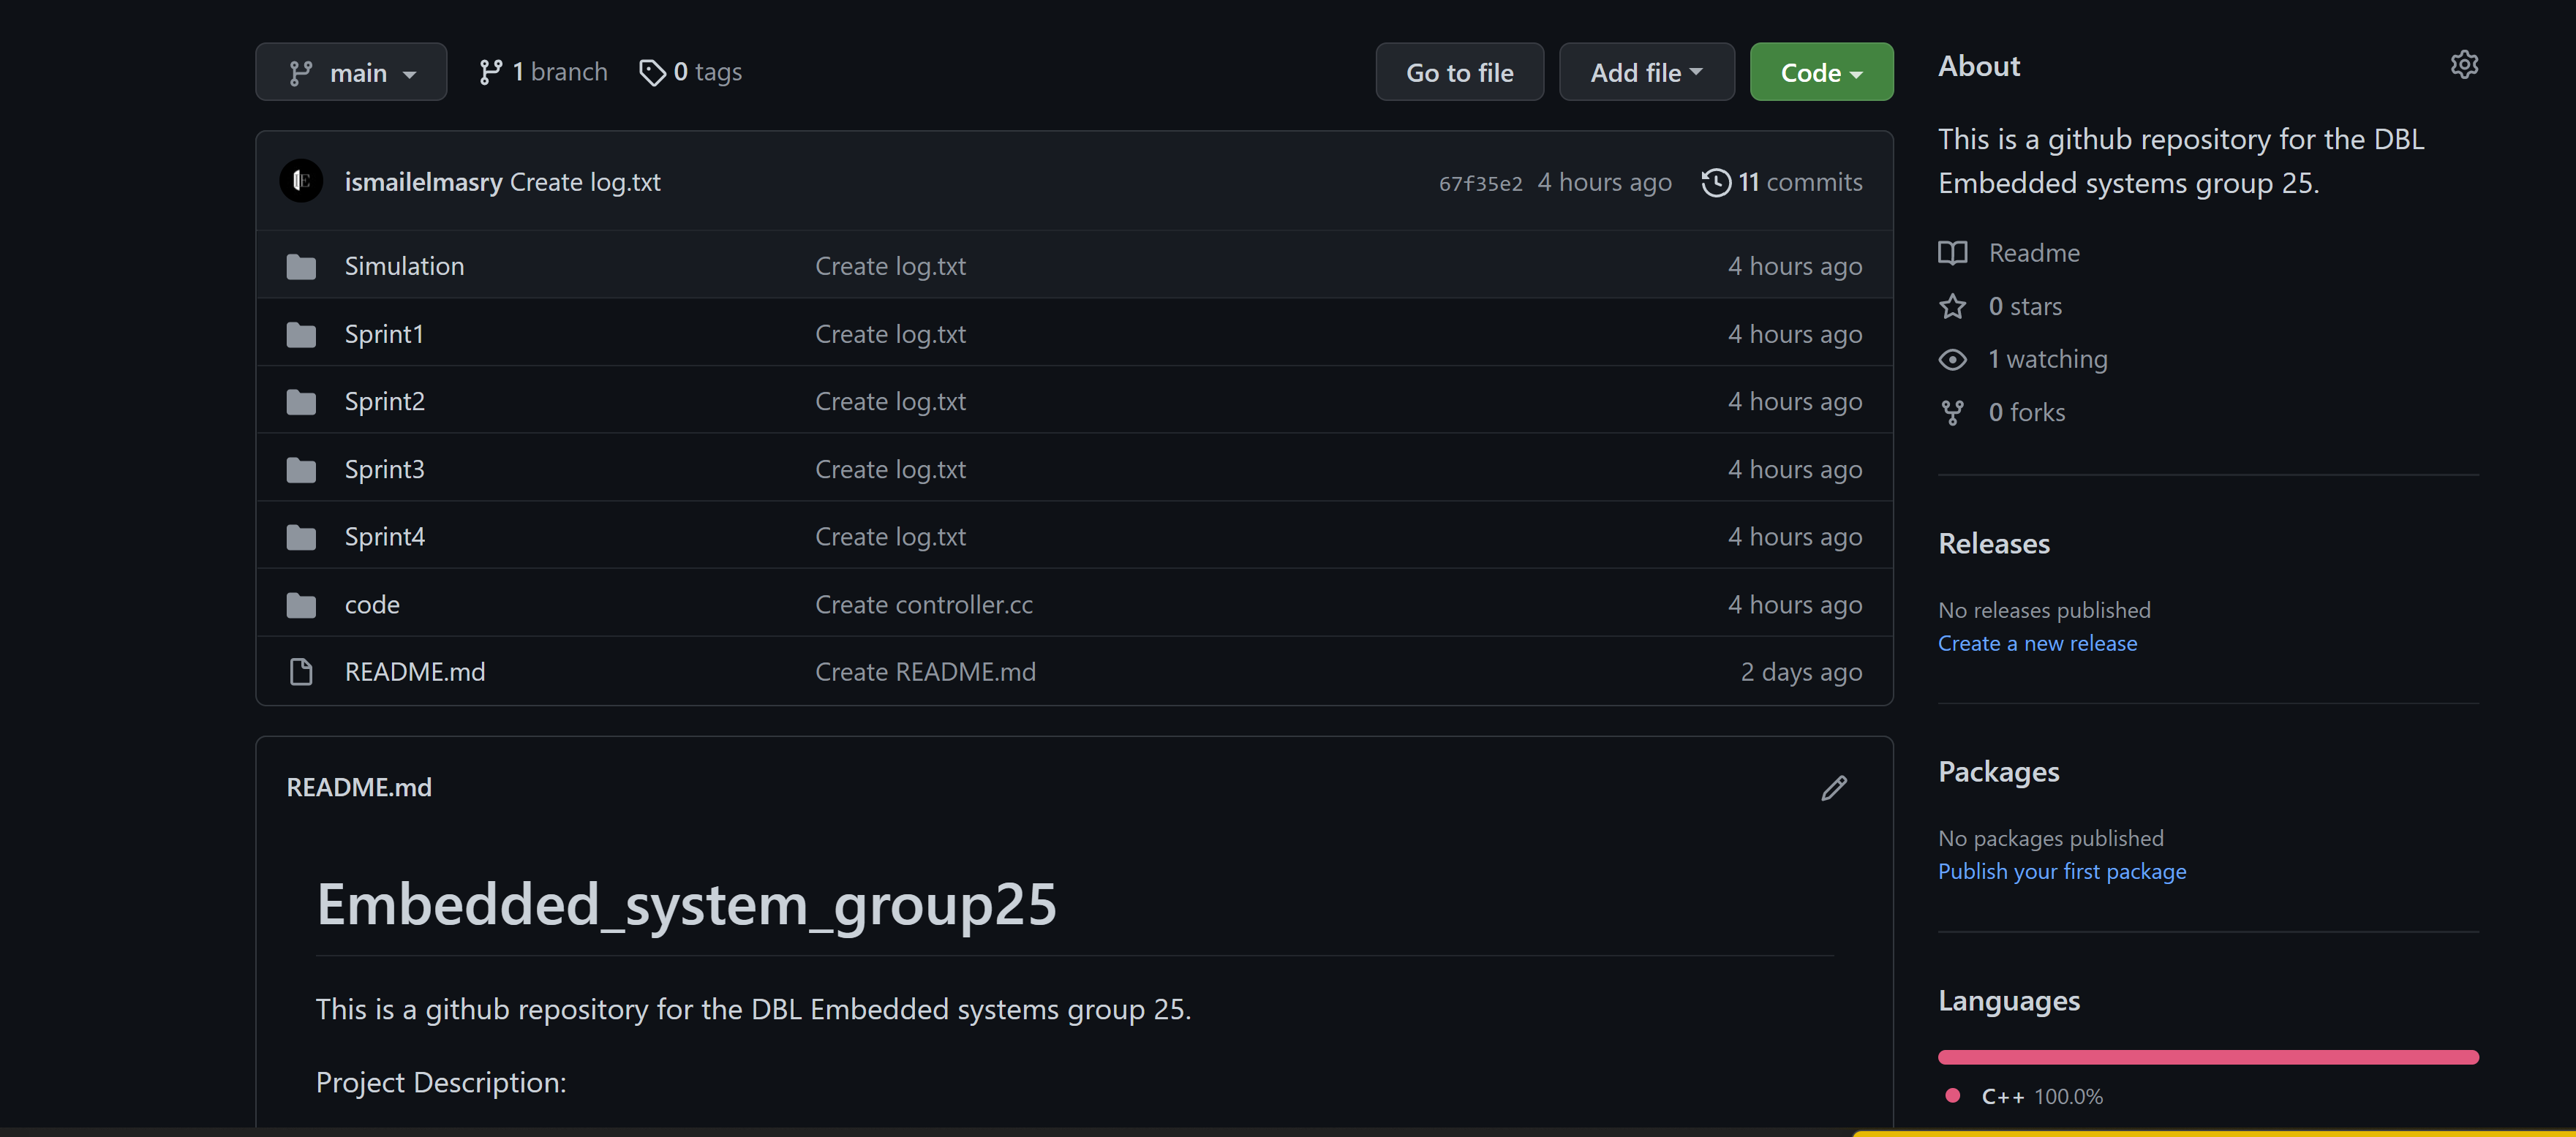 main 1 branch 0 tags Go to file Add file Code
ismailelmasry Create log.txt 67f35e2 4 hours ago 11 commits
Simulation Create log.txt 4 hours ago
Sprint1 Create log.txt 4 hours ago
Sprint2 Create log.txt 4 hours ago
Sprint3 Create log.txt 4 hours ago
Sprint4 Create log.txt 4 hours ago
code Create controller.cc 4 hours ago
README.md Create README.md 2 days ago
README.md
Embedded_system_group25
This is a github repository for the DBL Embedded systems group 25.
Project Description:
About
This is a github repository for the DBL
Embedded systems group 25.
Readme
0 stars
1 watching
0 forks
Releases
No releases published
Create a new release
Packages
No packages published
Publish your first package
Languages
C++ 100.0%